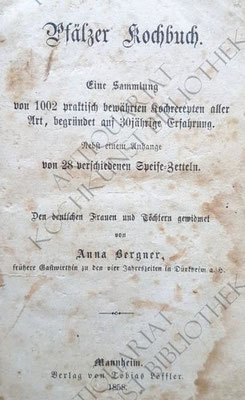 Pfälzer Kochbuch.
Eine Sammlung
von 1002 praktisch bewährten Kochrecepten aller
Art, begründet auf 30jährige Erfahrung.
Nebst einem Anhange
von 28 verschiedenen Speise-Zetteln.
Den deutschen Frauen und Töchtern gewidmet
von
Anna Bergner,
frühere Gastwirthin zu den vier Jahreszeiten in Dürkheim a. H.
Mannheim.
Verlag von Tobias Löffler.
1858.